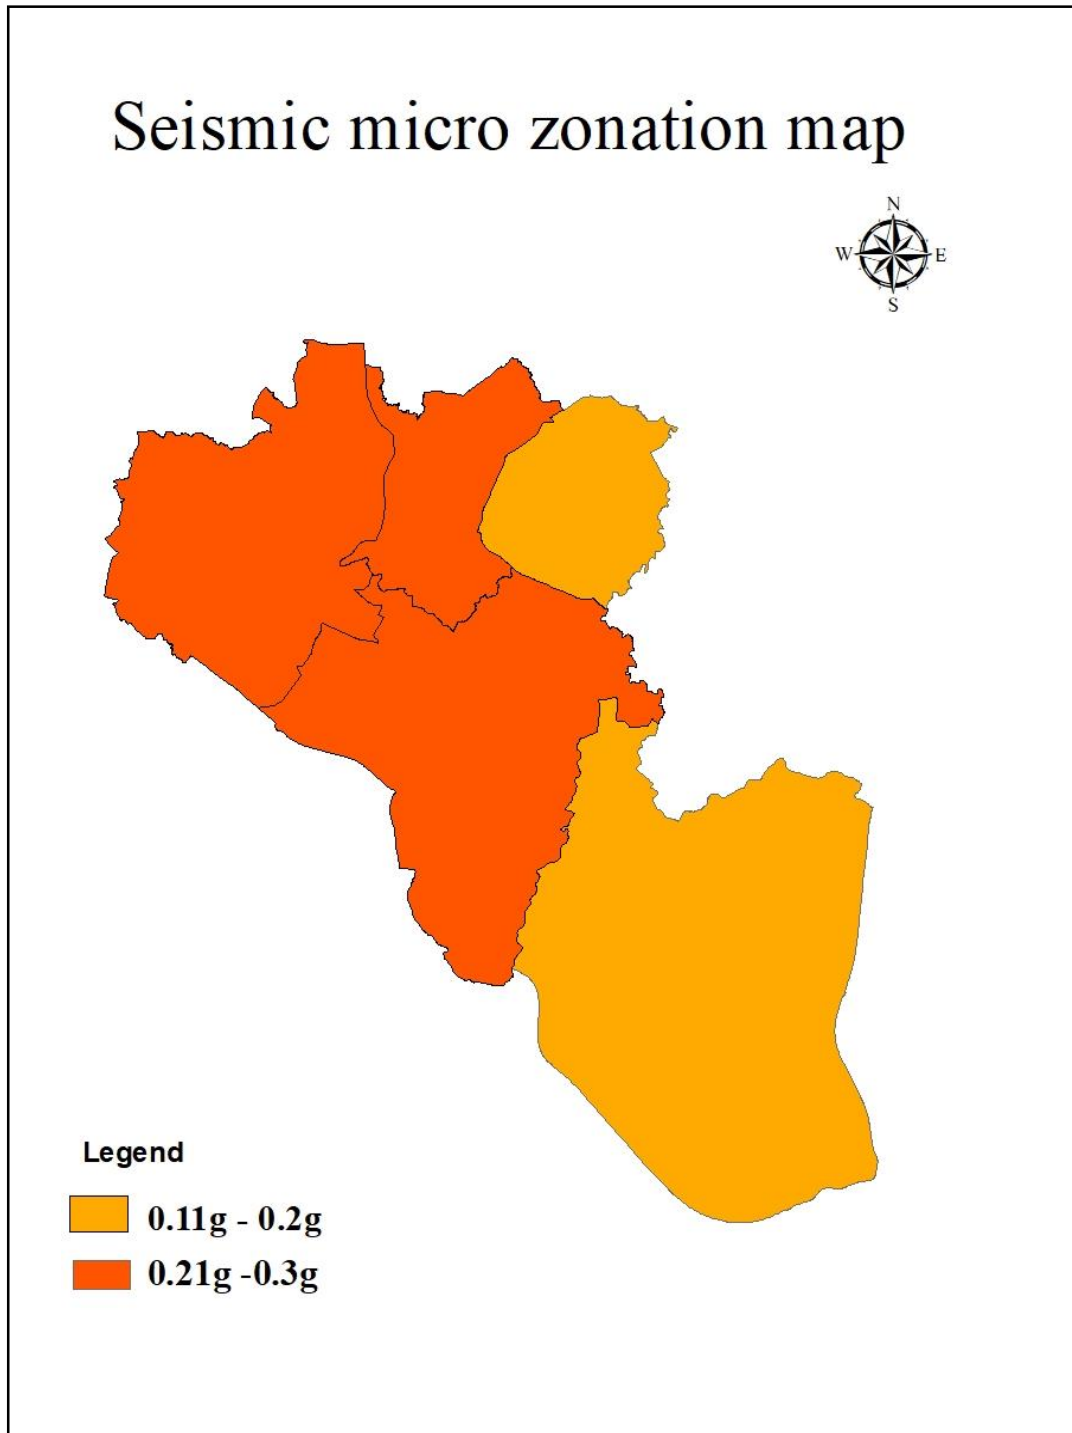 Seismic micro zonation map
N
W E
S
Legend
0.11g - 0.2g
0.21g -0.3g